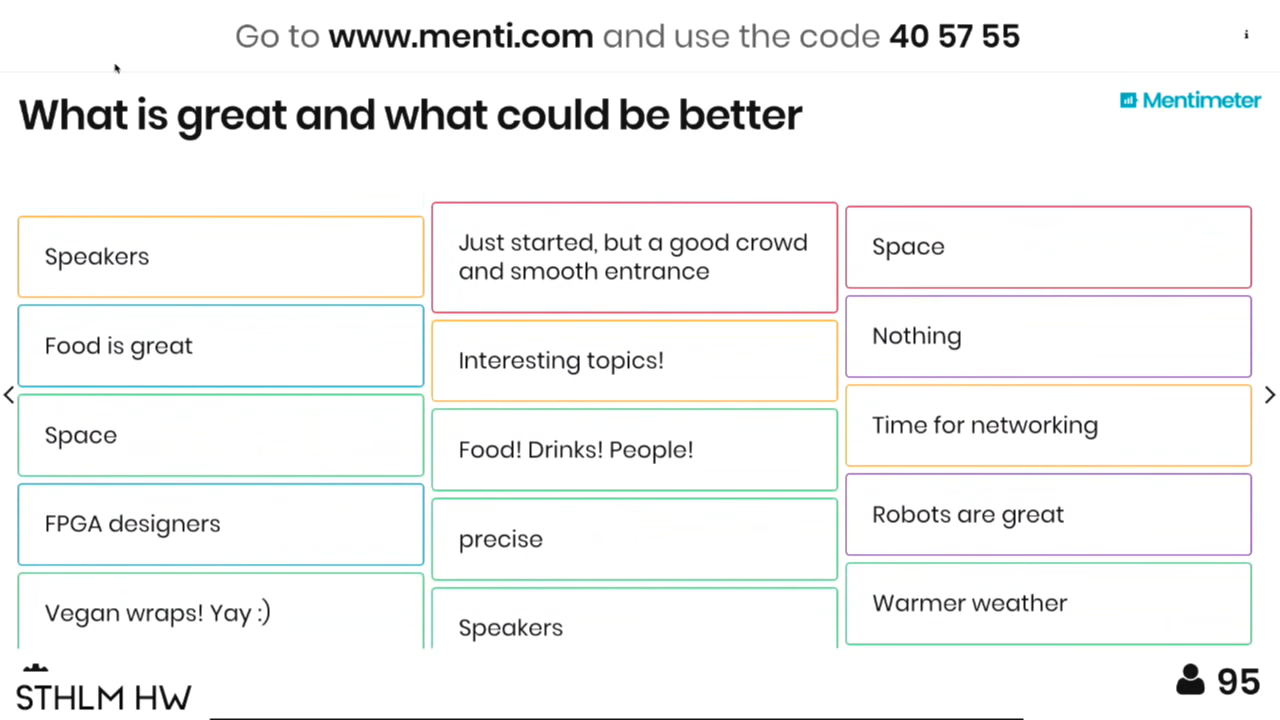 Go to www.menti.com and use the code 40 57 55
i
What is great and what could be better
Mentimeter
Speakers
Food is great
Space
FPGA designers
Vegan wraps! Yay :)
Just started, but a good crowd
and smooth entrance
Interesting topics!
Food! Drinks! People!
precise
Speakers
Space
Nothing
Time for networking
Robots are great
Warmer weather
STHLM HW
95